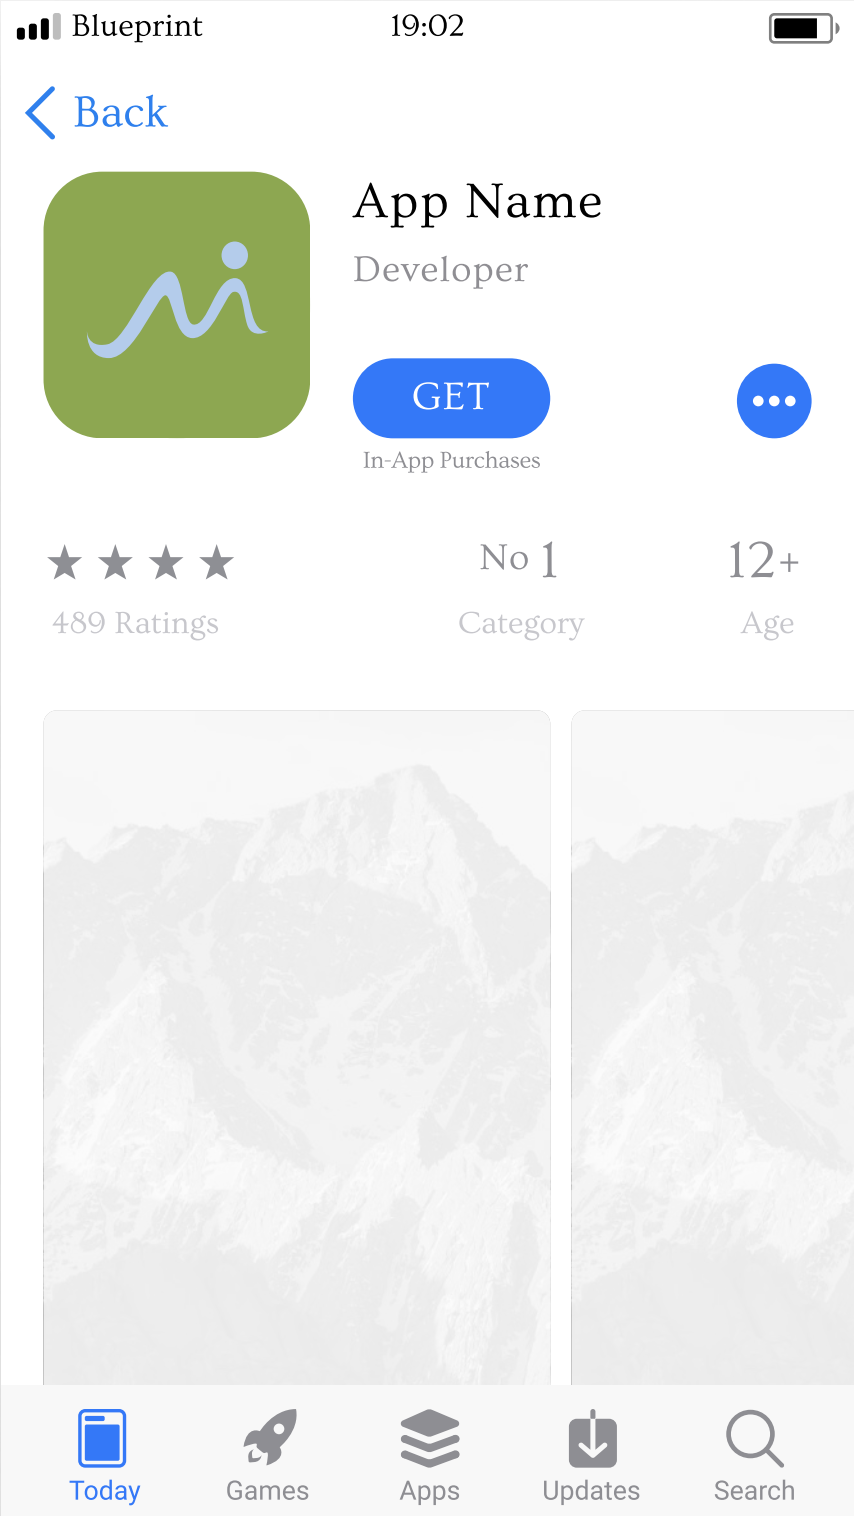 Blueprint 19:02
Back
App Name
Developer
GET
In-App Purchases
No 1
12+
489 Ratings
Category
Age
Today
Games
Apps
Updates
Search